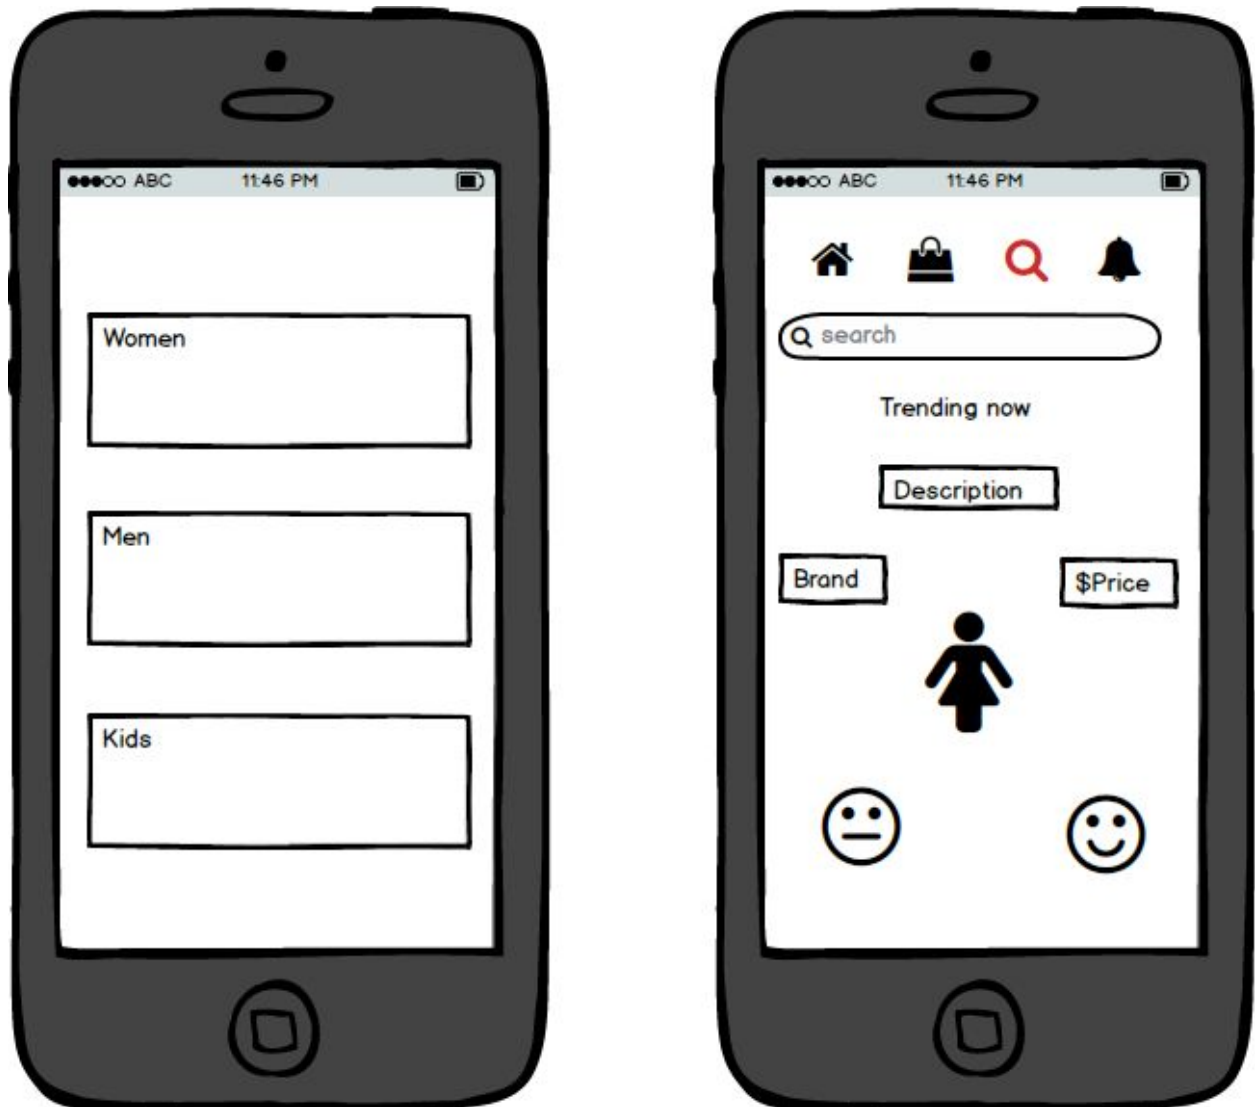 ABC 11:46 PM
Women
Men
Kids
ABC 11:46 PM
search
Trending now
Description
Brand $Price